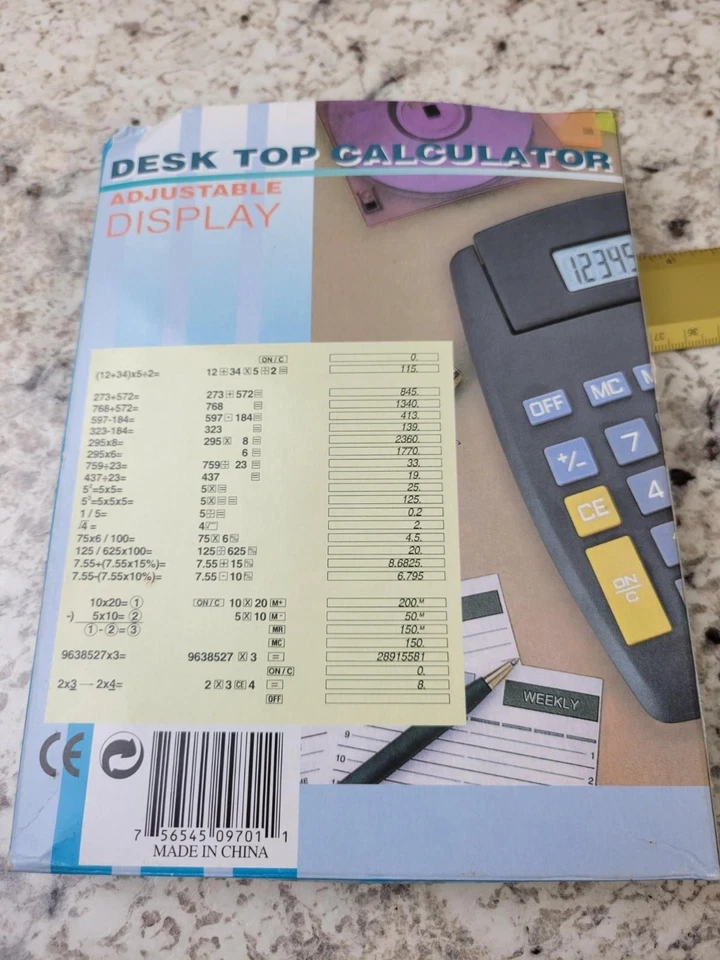 DESK TOP CALCULATOR
ADJUSTABLE
DISPLAY
12345
OFF MC M
+/- 7
CE 4
ON/C
ON/C 0.
(12+34)x5÷2= 12 + 34 X 5 ÷ 2 = 115.
273+572= 273 + 572 = 845.
768+572= 768 = 1340.
597-184= 597 - 184 = 413.
323-184= 323 = 139.
295x8= 295 X 8 = 2360.
295x6= 6 = 1770.
759÷23= 759 ÷ 23 = 33.
437÷23= 437 = 19.
5²=5x5= 5 X = 25.
5²=5x5x5= 5 X = = 125.
1/5= 5 ÷ = 0.2
√4 = 4 √ 2.
75x6 / 100= 75 X 6 % 4.5.
125 / 625x100= 125 ÷ 625 % 20.
7.55+(7.55x15%)= 7.55 + 15 % 8.6825.
7.55-(7.55x10%)= 7.55 - 10 % 6.795
10x20= ① ON/C 10 X 20 M+ 200.ᴹ
-) 5x10= ② 5 X 10 M- 50.ᴹ
①-②=③ MR 150.ᴹ
MC 150.
9638527x3= 9638527 X 3 = 28915581
ON/C 0.
2x3 — 2x4= 2 X 3 CE 4 = 8.
OFF
WEEKLY
9
10
1
2
CE
7 56545 09701 1
MADE IN CHINA
36